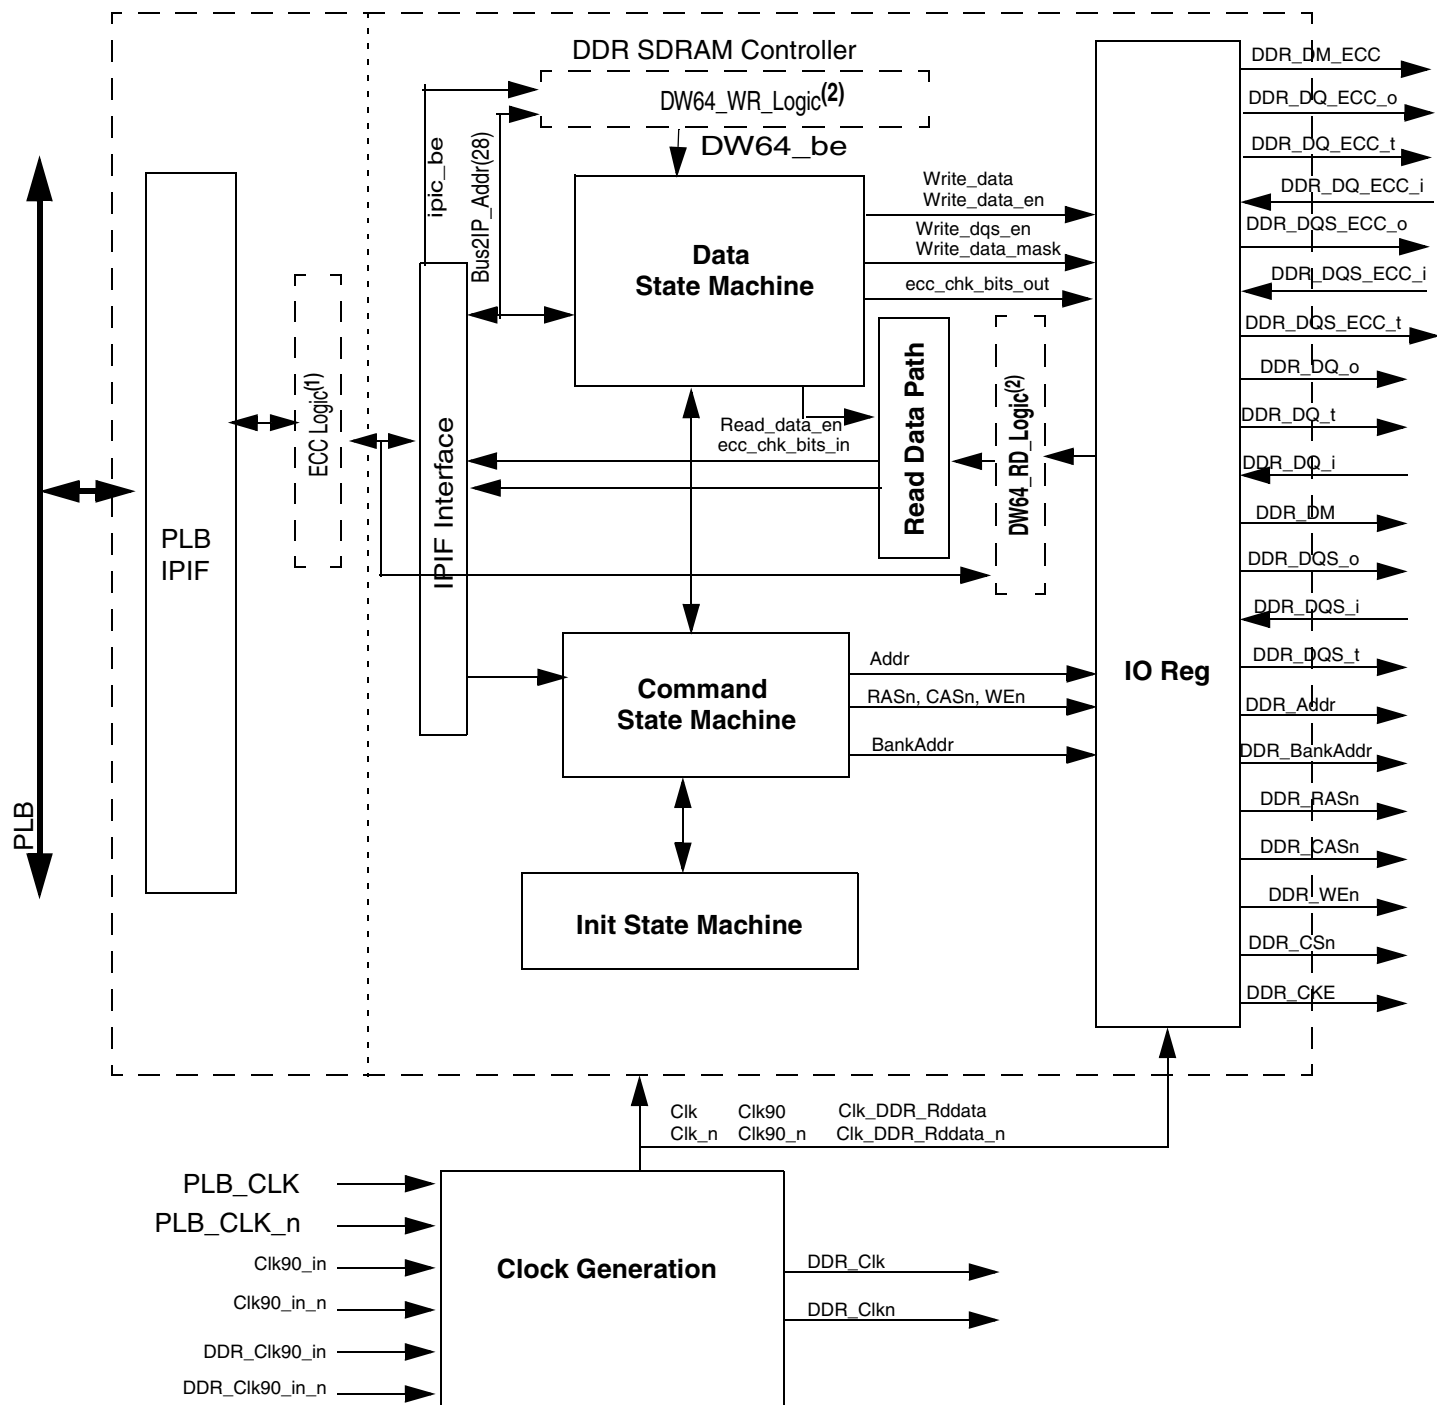 DDR SDRAM Controller
DW64_WR_Logic(2)
DW64_be
ipic_be
Bus2IP_Addr(28)
Data
State Machine
Write_data
Write_data_en
Write_dqs_en
Write_data_mask
ecc_chk_bits_out
Read_data_en
ecc_chk_bits_in
Read Data Path
DW64_RD_Logic(2)
ECC Logic(1)
IPIF Interface
PLB
IPIF
PLB
Command
State Machine
Addr
RASn, CASn, WEn
BankAddr
Init State Machine
IO Reg
DDR_DM_ECC
DDR_DQ_ECC_o
DDR_DQ_ECC_t
DDR_DQ_ECC_i
DDR_DQS_ECC_o
DDR_DQS_ECC_i
DDR_DQS_ECC_t
DDR_DQ_o
DDR_DQ_t
DDR_DQ_i
DDR_DM
DDR_DQS_o
DDR_DQS_i
DDR_DQS_t
DDR_Addr
DDR_BankAddr
DDR_RASn
DDR_CASn
DDR_WEn
DDR_CSn
DDR_CKE
Clk Clk90 Clk_DDR_Rddata
Clk_n Clk90_n Clk_DDR_Rddata_n
PLB_CLK
PLB_CLK_n
Clk90_in
Clk90_in_n
DDR_Clk90_in
DDR_Clk90_in_n
Clock Generation
DDR_Clk
DDR_Clkn